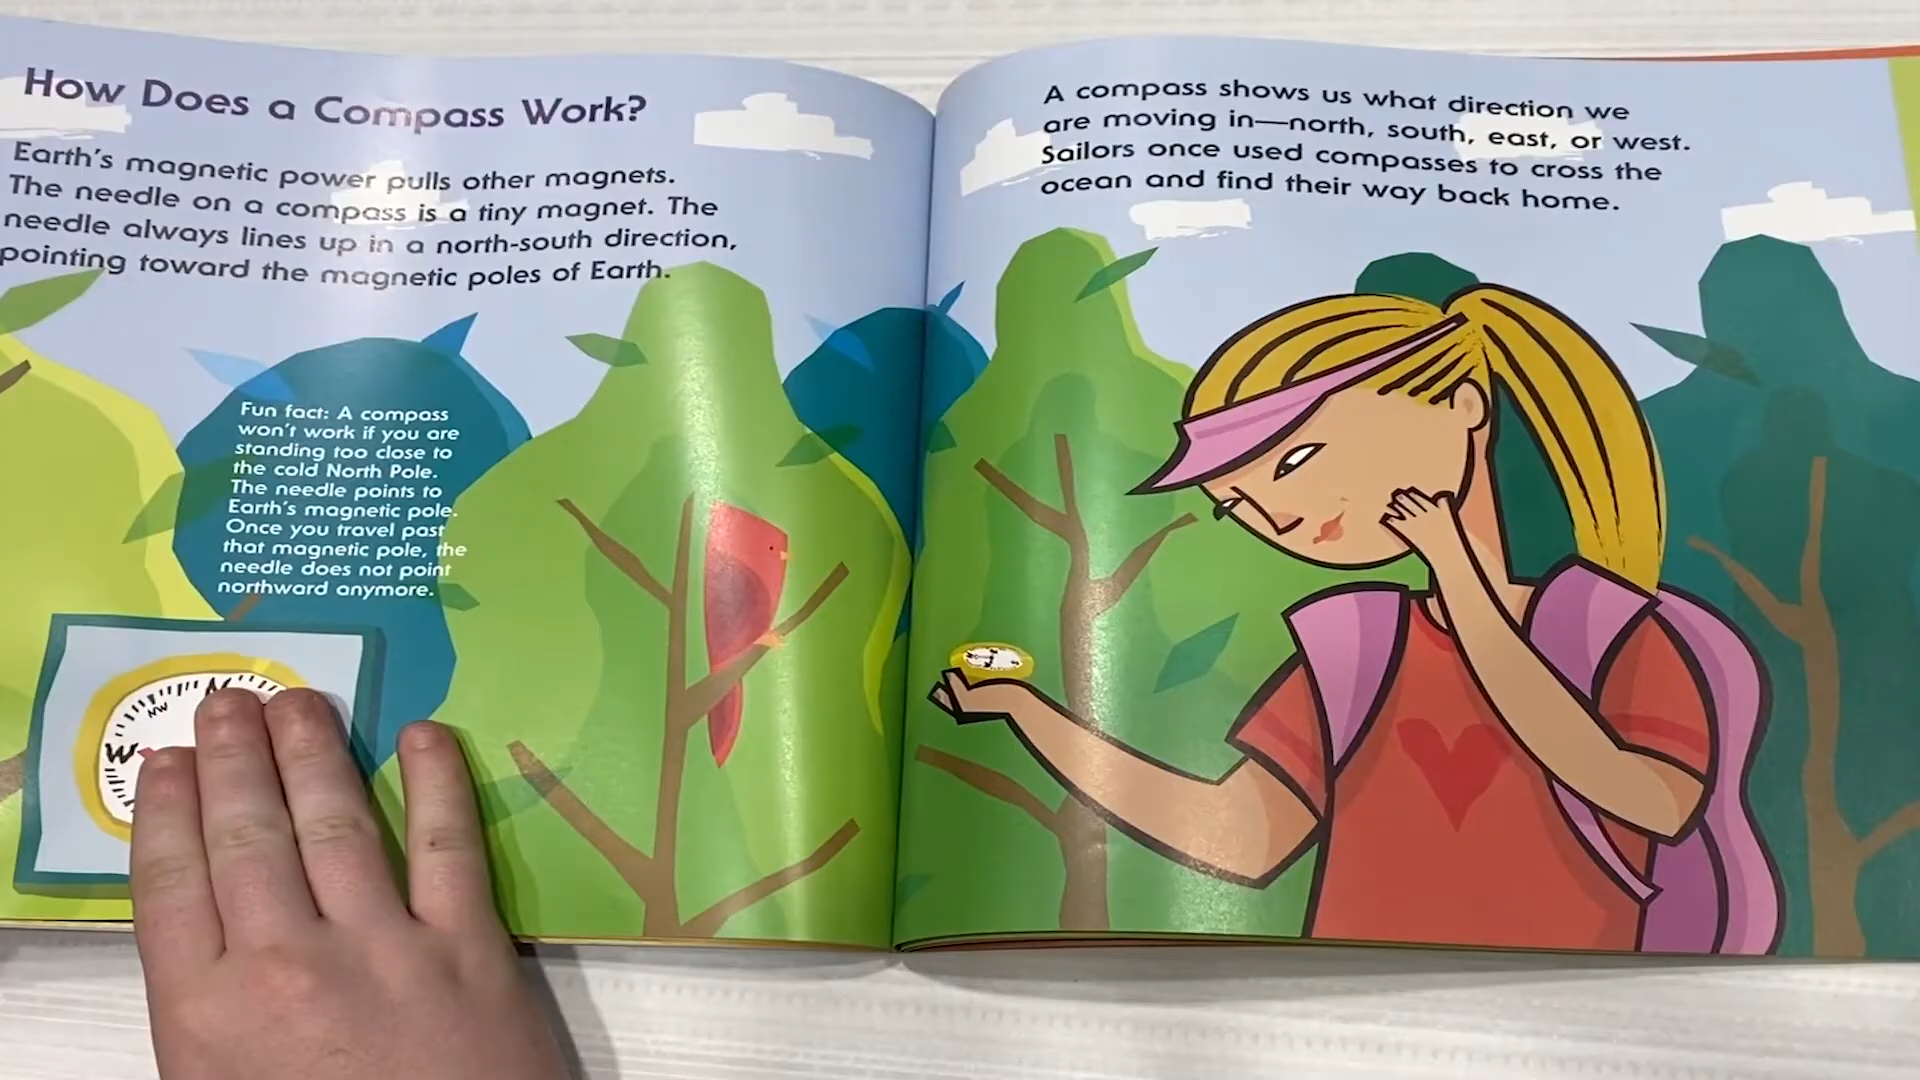 How Does a Compass Work?
Earth's magnetic power pulls other magnets.
The needle on a compass is a tiny magnet. The
needle always lines up in a north-south direction,
pointing toward the magnetic poles of Earth.
Fun fact: A compass
won't work if you are
standing too close to
the cold North Pole.
The needle points to
Earth's magnetic pole.
Once you travel past
that magnetic pole, the
needle does not point
northward anymore.
N
NW
W
A compass shows us what direction we
are moving in—north, south, east, or west.
Sailors once used compasses to cross the
ocean and find their way back home.